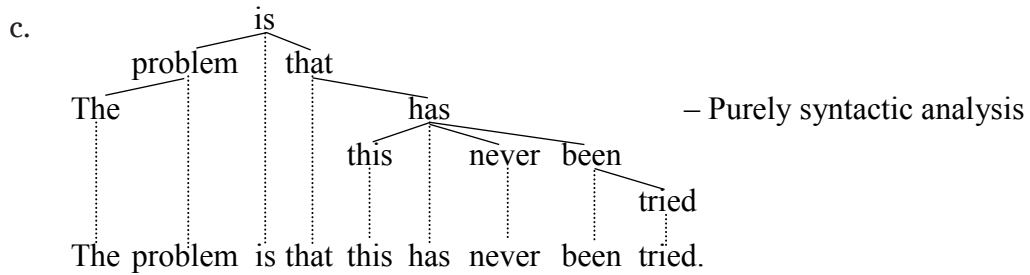 is
c.
problem that
The has – Purely syntactic analysis
this never been
tried
The problem is that this has never been tried.